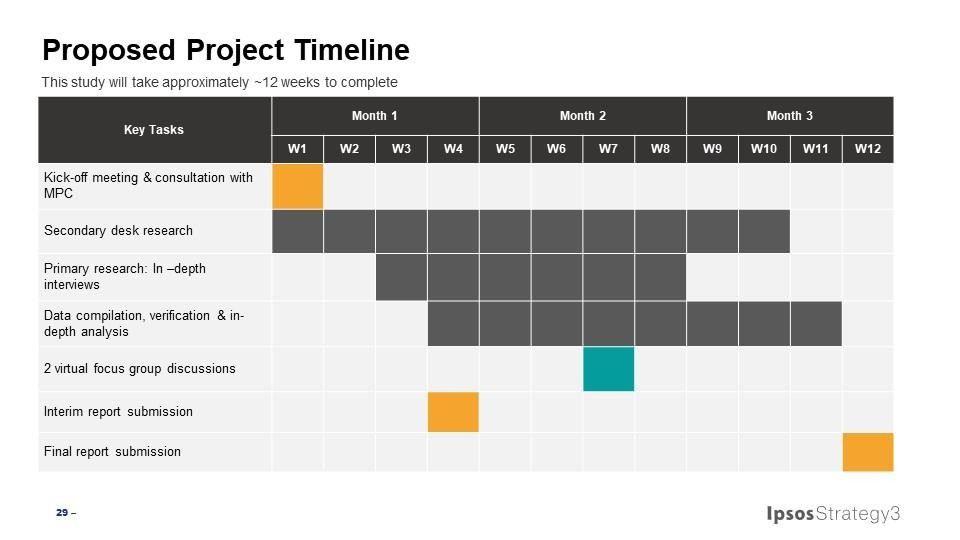 Proposed Project Timeline
This study will take approximately ~12 weeks to complete
Key Tasks
Month 1
Month 2
Month 3
W1
W2
W3
W4
W5
W6
W7
W8
W9
W10
W11
W12
Kick-off meeting & consultation with
MPC
Secondary desk research
Primary research: In –depth
interviews
Data compilation, verification & in-
depth analysis
2 virtual focus group discussions
Interim report submission
Final report submission
29 –
IpsosStrategy3